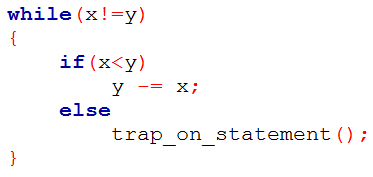 while(x!=y)
{
    if(x<y)
        y -= x;
    else
        trap_on_statement();
}